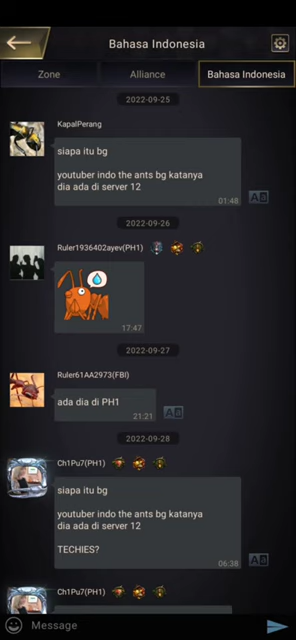 Bahasa Indonesia
Zone
Alliance
Bahasa Indonesia
2022-09-25
KapalPerang
siapa itu bg
youtuber indo the ants bg katanya
dia ada di server 12
01:48
Aa
2022-09-26
Ruler1936402ayev(PH1)
17:47
2022-09-27
Ruler61AA2973(FBI)
ada dia di PH1
21:21
Aa
2022-09-28
Ch1Pu7(PH1)
siapa itu bg
youtuber indo the ants bg katanya
dia ada di server 12
TECHIES?
06:38
Aa
Ch1Pu7(PH1)
Message